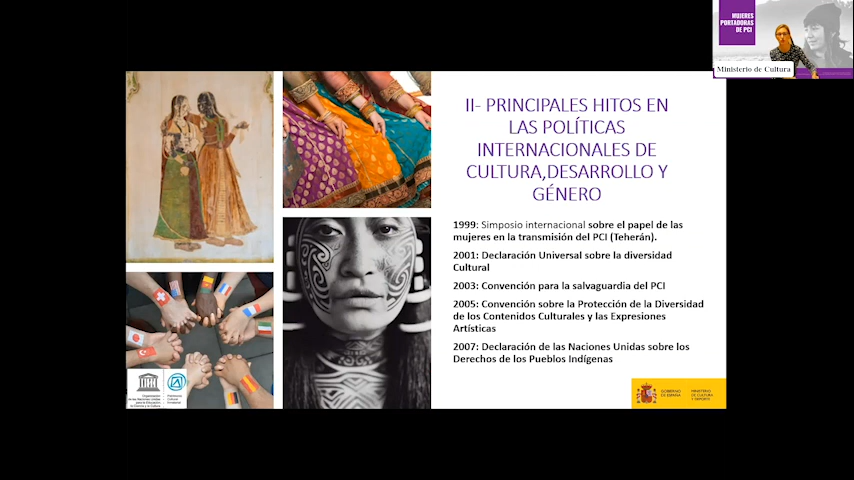 MUJERES
PORTADORAS
DE PCI
Ministerio de Cultura
II- PRINCIPALES HITOS EN
LAS POLÍTICAS
INTERNACIONALES DE
CULTURA,DESARROLLO Y
GÉNERO
1999: Simposio internacional sobre el papel de las
mujeres en la transmisión del PCI (Teherán).
2001: Declaración Universal sobre la diversidad
Cultural
2003: Convención para la salvaguardia del PCI
2005: Convención sobre la Protección de la Diversidad
de los Contenidos Culturales y las Expresiones
Artísticas
2007: Declaración de las Naciones Unidas sobre los
Derechos de los Pueblos Indígenas
GOBIERNO
DE ESPAÑA
MINISTERIO
DE CULTURA
Y DEPORTE